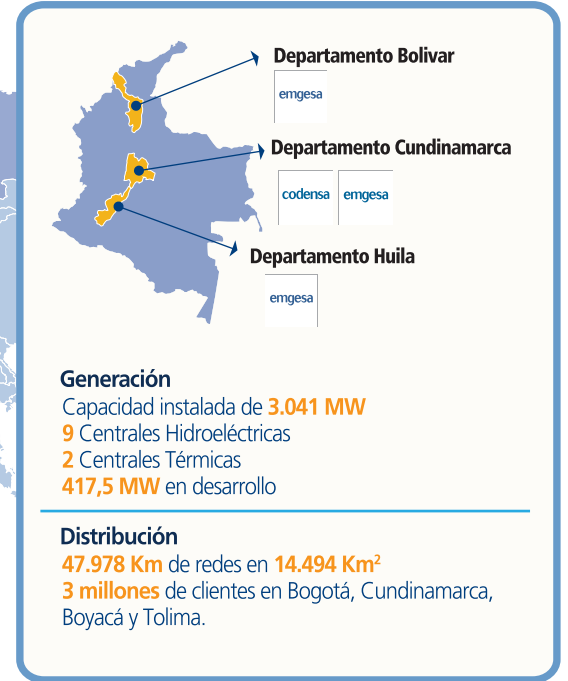 Departamento Bolivar
emgesa
Departamento Cundinamarca
codensa emgesa
Departamento Huila
emgesa
Generación
Capacidad instalada de 3.041 MW
9 Centrales Hidroeléctricas
2 Centrales Térmicas
417,5 MW en desarrollo
Distribución
47.978 Km de redes en 14.494 Km²
3 millones de clientes en Bogotá, Cundinamarca,
Boyacá y Tolima.